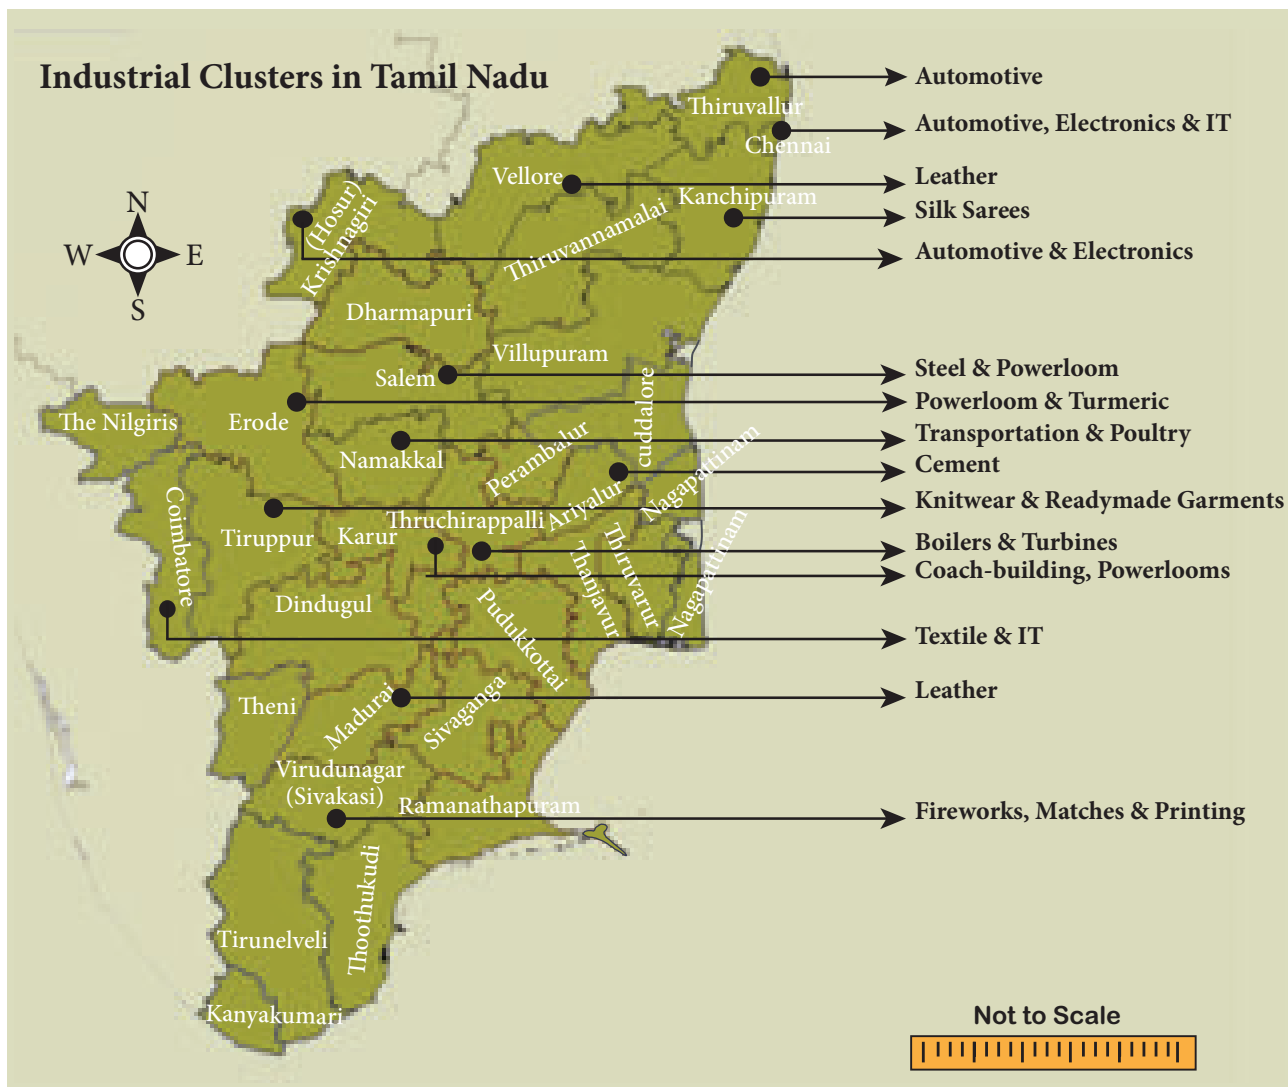 Industrial Clusters in Tamil Nadu
Automotive
Thiruvallur
Automotive, Electronics & IT
Chennai
Vellore
Leather
Kanchipuram
Silk Sarees
N
W
E
S
(Hosur)
Krishnagiri
Thiruvannamalai
Automotive & Electronics
Dharmapuri
Villupuram
Salem
Steel & Powerloom
cuddalore
The Nilgiris
Erode
Powerloom & Turmeric
Namakkal
Transportation & Poultry
Perambalur
Cement
Ariyalur
Nagapattinam
Coimbatore
Tiruppur
Karur
Thruchirappalli
Knitwear & Readymade Garments
Boilers & Turbines
Coach-building, Powerlooms
Thanjavur
Thiruvarur
Nagapattinam
Dindugul
Pudukkottai
Textile & IT
Theni
Madurai
Sivaganga
Leather
Virudunagar
(Sivakasi)
Ramanathapuram
Fireworks, Matches & Printing
Thoothukudi
Tirunelveli
Kanyakumari
Not to Scale